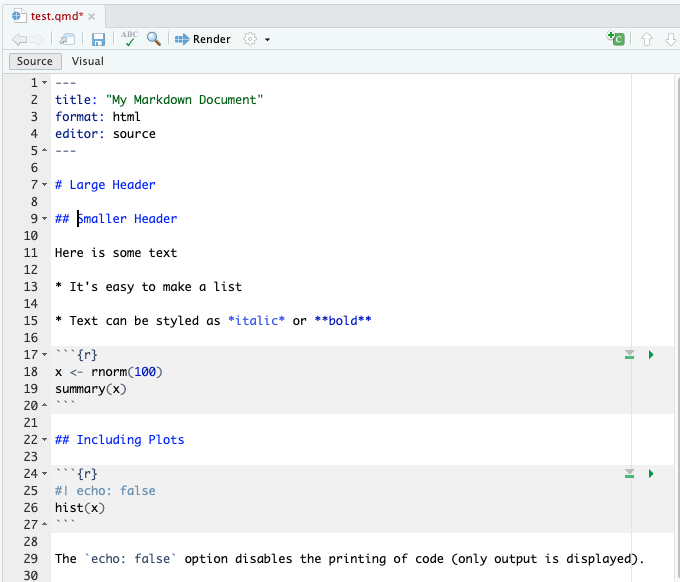 test.qmd*
ABC Render C
Source Visual
1 ---
2 title: "My Markdown Document"
3 format: html
4 editor: source
5 ---
6
7 # Large Header
8
9 ## Smaller Header
10
11 Here is some text
12
13 * It's easy to make a list
14
15 * Text can be styled as *italic* or **bold**
16
17 ```{r}
18 x <- rnorm(100)
19 summary(x)
20 ```
21
22 ## Including Plots
23
24 ```{r}
25 #| echo: false
26 hist(x)
27 ```
28
29 The `echo: false` option disables the printing of code (only output is displayed).
30